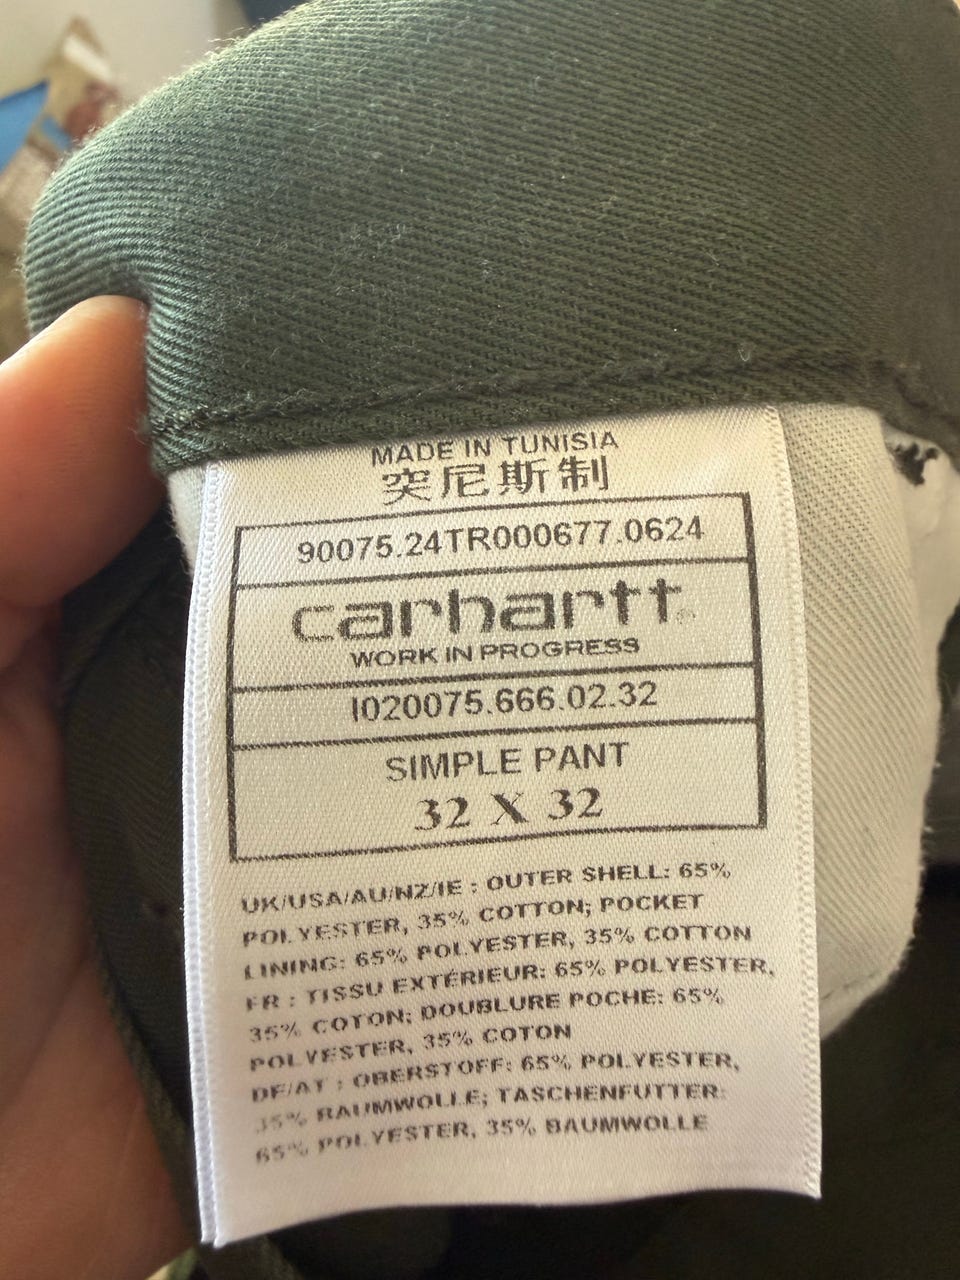 MADE IN TUNISIA
突尼斯制
90075.24TR000677.0624
carhartt®
WORK IN PROGRESS
I020075.666.02.32
SIMPLE PANT
32 X 32
UK/USA/AU/NZ/IE : OUTER SHELL: 65%
POLYESTER, 35% COTTON; POCKET
LINING: 65% POLYESTER, 35% COTTON
FR : TISSU EXTÉRIEUR: 65% POLYESTER,
35% COTON; DOUBLURE POCHE: 65%
POLYESTER, 35% COTON
DE/AT : OBERSTOFF: 65% POLYESTER,
35% BAUMWOLLE; TASCHENFUTTER:
65% POLYESTER, 35% BAUMWOLLE